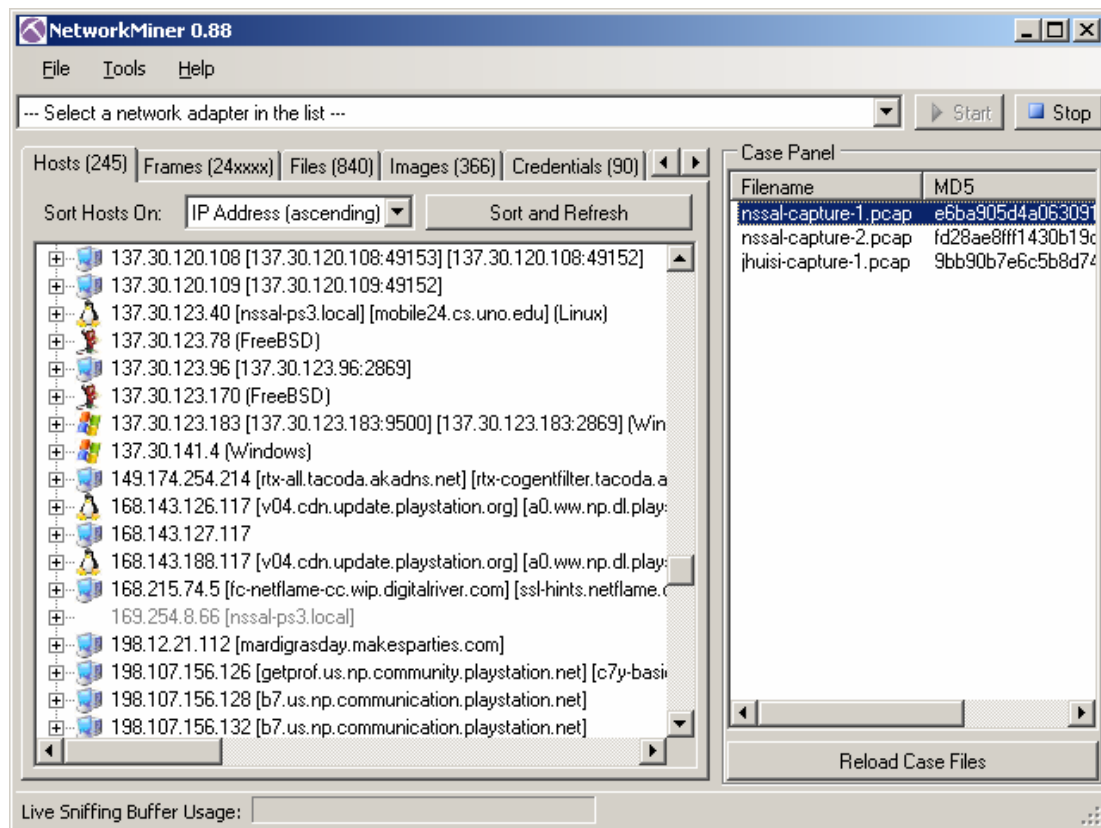 NetworkMiner 0.88
File Tools Help
--- Select a network adapter in the list ---
Start
Stop
Hosts (245)
Frames (24xxxx)
Files (840)
Images (366)
Credentials (90)
Sort Hosts On:
IP Address (ascending)
Sort and Refresh
137.30.120.108 [137.30.120.108:49153] [137.30.120.108:49152]
137.30.120.109 [137.30.120.109:49152]
137.30.123.40 [nssal-ps3.local] [mobile24.cs.uno.edu] (Linux)
137.30.123.78 (FreeBSD)
137.30.123.96 [137.30.123.96:2869]
137.30.123.170 (FreeBSD)
137.30.123.183 [137.30.123.183:9500] [137.30.123.183:2869] (Win
137.30.141.4 (Windows)
149.174.254.214 [rtx-all.tacoda.akadns.net] [rtx-cogentfilter.tacoda.a
168.143.126.117 [v04.cdn.update.playstation.org] [a0.ww.np.dl.play
168.143.127.117
168.143.188.117 [v04.cdn.update.playstation.org] [a0.ww.np.dl.play
168.215.74.5 [fc-netflame-cc.wip.digitalriver.com] [ssl-hints.netflame.
169.254.8.66 [nssal-ps3.local]
198.12.21.112 [mardigrasday.makesparties.com]
198.107.156.126 [getprof.us.np.community.playstation.net] [c7y-basi
198.107.156.128 [b7.us.np.communication.playstation.net]
198.107.156.132 [b7.us.np.communication.playstation.net]
Case Panel
Filename MD5
nssal-capture-1.pcap e6ba905d4a063091
nssal-capture-2.pcap fd28ae8fff1430b19c
jhuisi-capture-1.pcap 9bb90b7e6c5b8d74
Reload Case Files
Live Sniffing Buffer Usage: